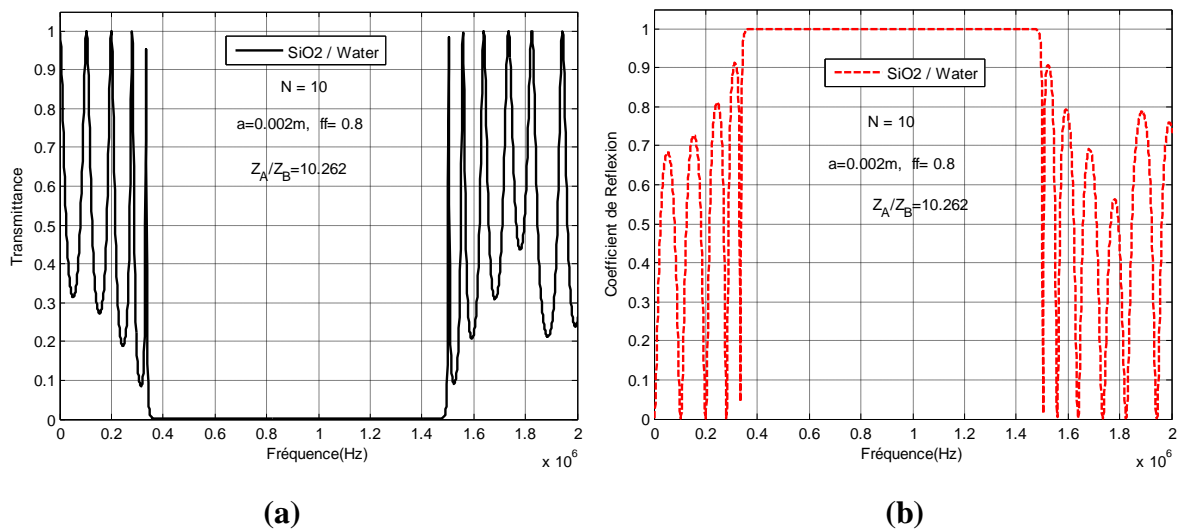 1
0.9
0.8
0.7
0.6
0.5
0.4
0.3
0.2
0.1
0
Transmittance
SiO2 / Water
N = 10
a=0.002m, ff= 0.8
Z_A/Z_B=10.262
0 0.2 0.4 0.6 0.8 1 1.2 1.4 1.6 1.8 2
Fréquence(Hz)
x 10^6
(a)
1
0.9
0.8
0.7
0.6
0.5
0.4
0.3
0.2
0.1
0
Coefficient de Reflexion
SiO2 / Water
N = 10
a=0.002m, ff= 0.8
Z_A/Z_B=10.262
0 0.2 0.4 0.6 0.8 1 1.2 1.4 1.6 1.8 2
Fréquence(Hz)
x 10^6
(b)